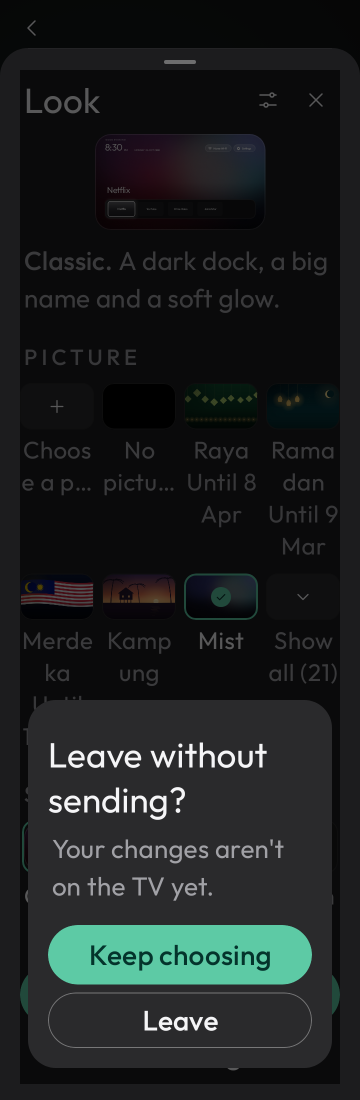 Look
8:30
Netflix
Classic. A dark dock, a big
name and a soft glow.
PICTURE
Choos
e a p…
No
pictu…
Raya
Until 8
Apr
Rama
dan
Until 9
Mar
Merde
ka
Kamp
ung
Mist
Show
all (21)
Leave without
sending?
Your changes aren't
on the TV yet.
Keep choosing
Leave